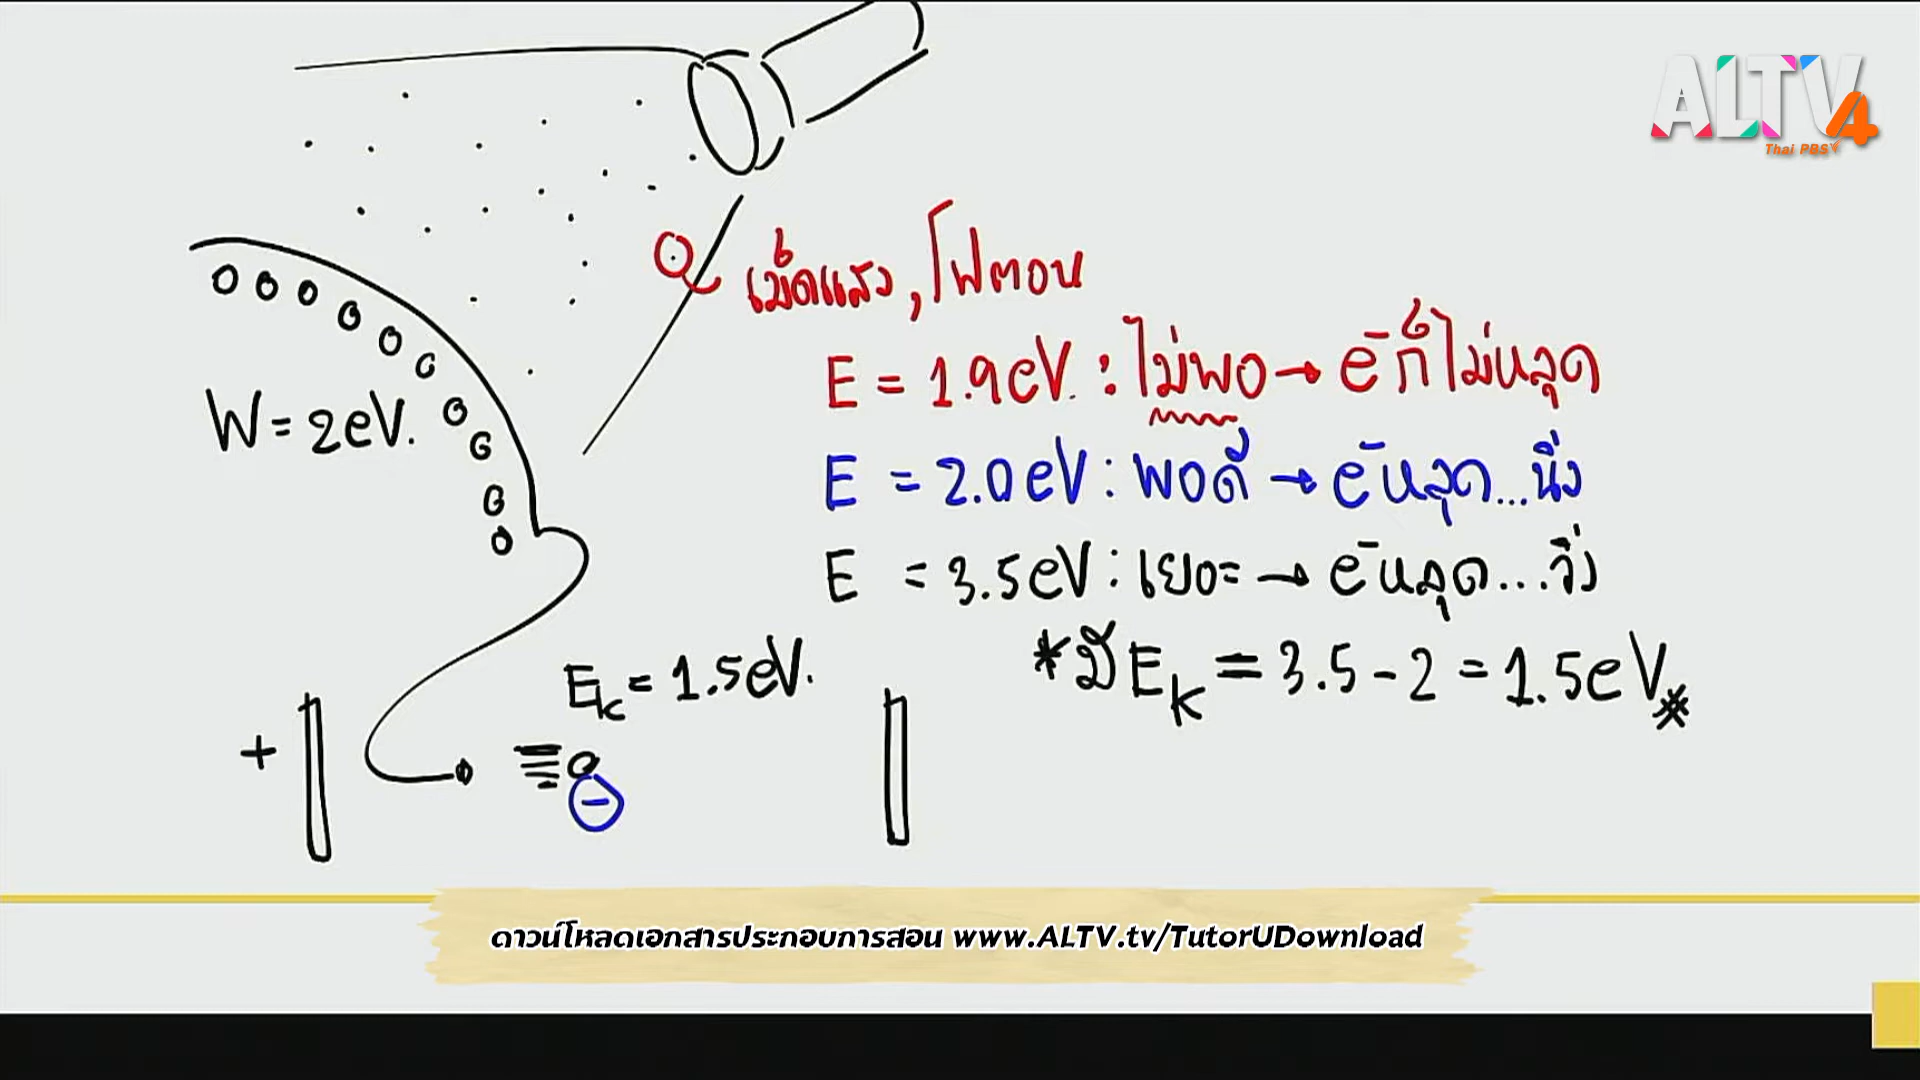 ALTV4
Thai PBS
เม็ดแสง, โฟตอน
E = 1.9eV. : ไม่พอ → e⁻ก็ไม่หลุด
W = 2eV.
E = 2.0eV : พอดี → e⁻หลุด...นิ่ง
E = 3.5eV : เยอะ → e⁻หลุด...วิ่ง
*มี Ek = 3.5 - 2 = 1.5eV*
Ek = 1.5eV.
+
-
ดาวน์โหลดเอกสารประกอบการสอน www.ALTV.tv/TutorUDownload